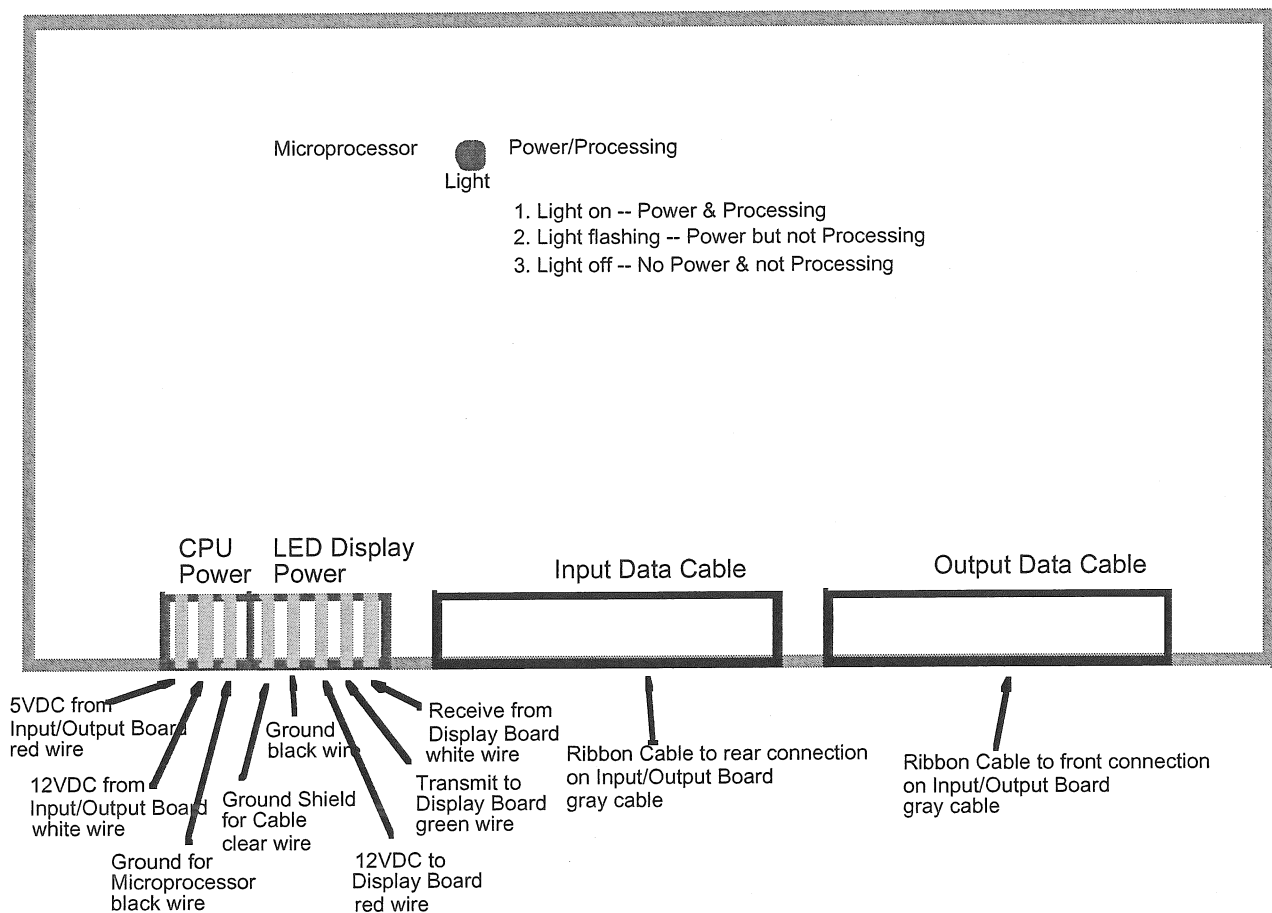 Microprocessor
Light
Power/Processing
1. Light on -- Power & Processing
2. Light flashing -- Power but not Processing
3. Light off -- No Power & not Processing
CPU
Power
LED Display
Power
Input Data Cable
Output Data Cable
5VDC from
Input/Output Board
red wire
12VDC from
Input/Output Board
white wire
Ground for
Microprocessor
black wire
Ground Shield
for Cable
clear wire
Ground
black wire
12VDC to
Display Board
red wire
Transmit to
Display Board
green wire
Receive from
Display Board
white wire
Ribbon Cable to rear connection
on Input/Output Board
gray cable
Ribbon Cable to front connection
on Input/Output Board
gray cable